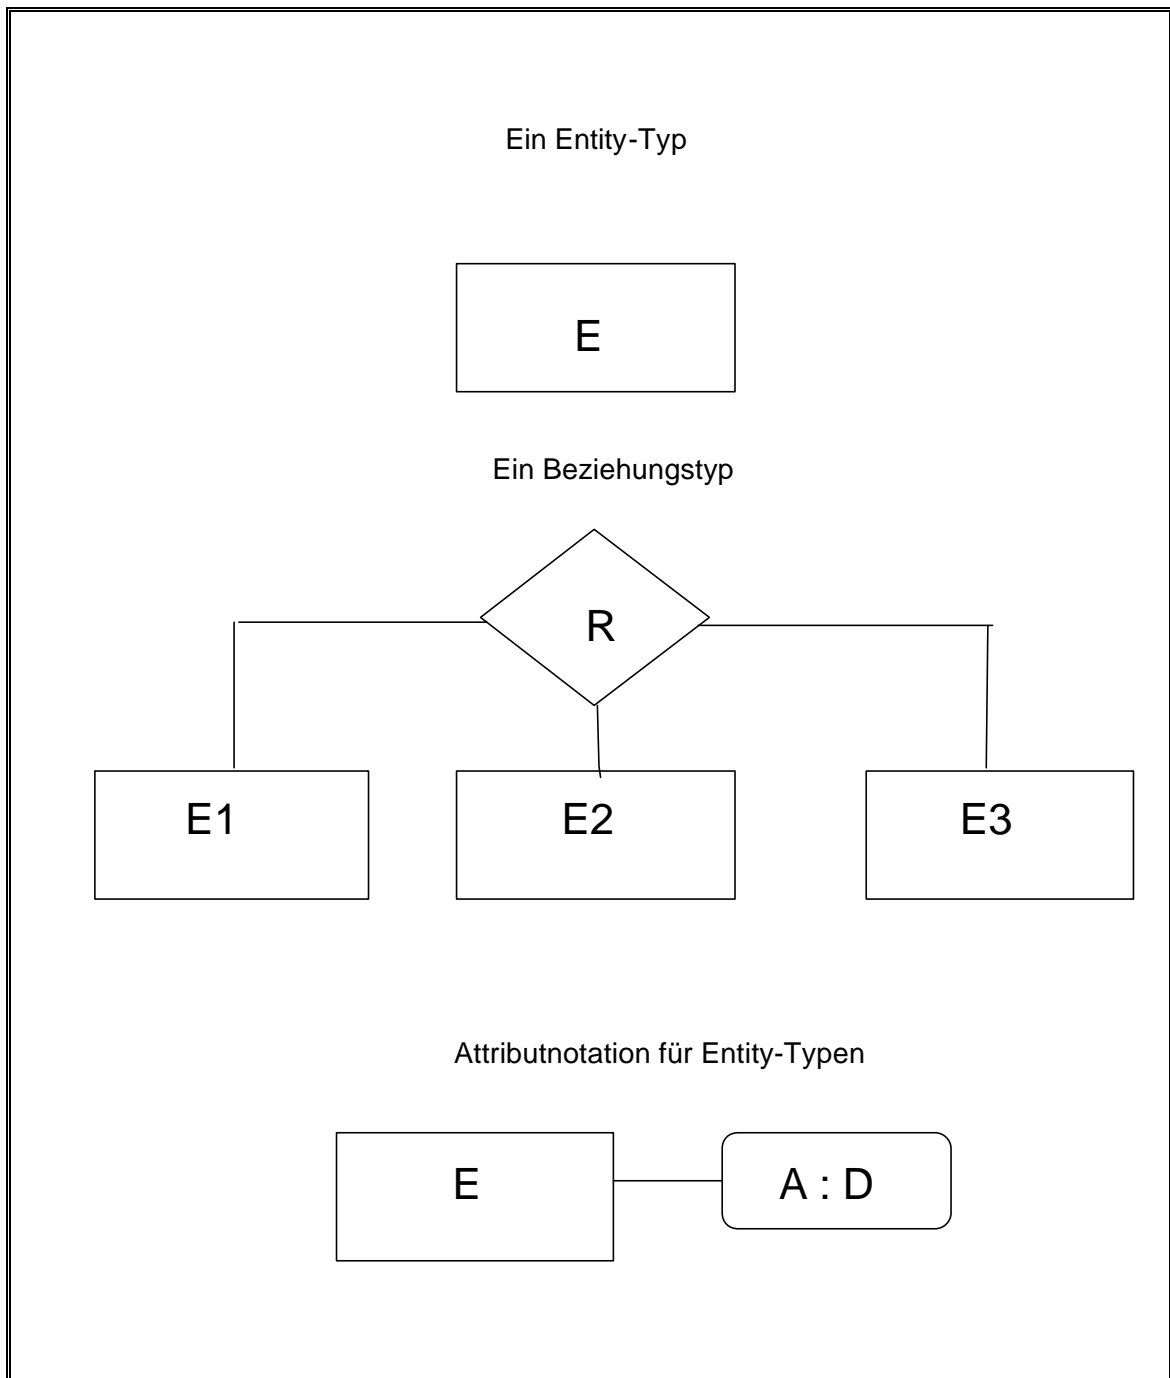 Ein Entity-Typ
E
Ein Beziehungstyp
R
E1 E2 E3
Attributnotation für Entity-Typen
E A : D